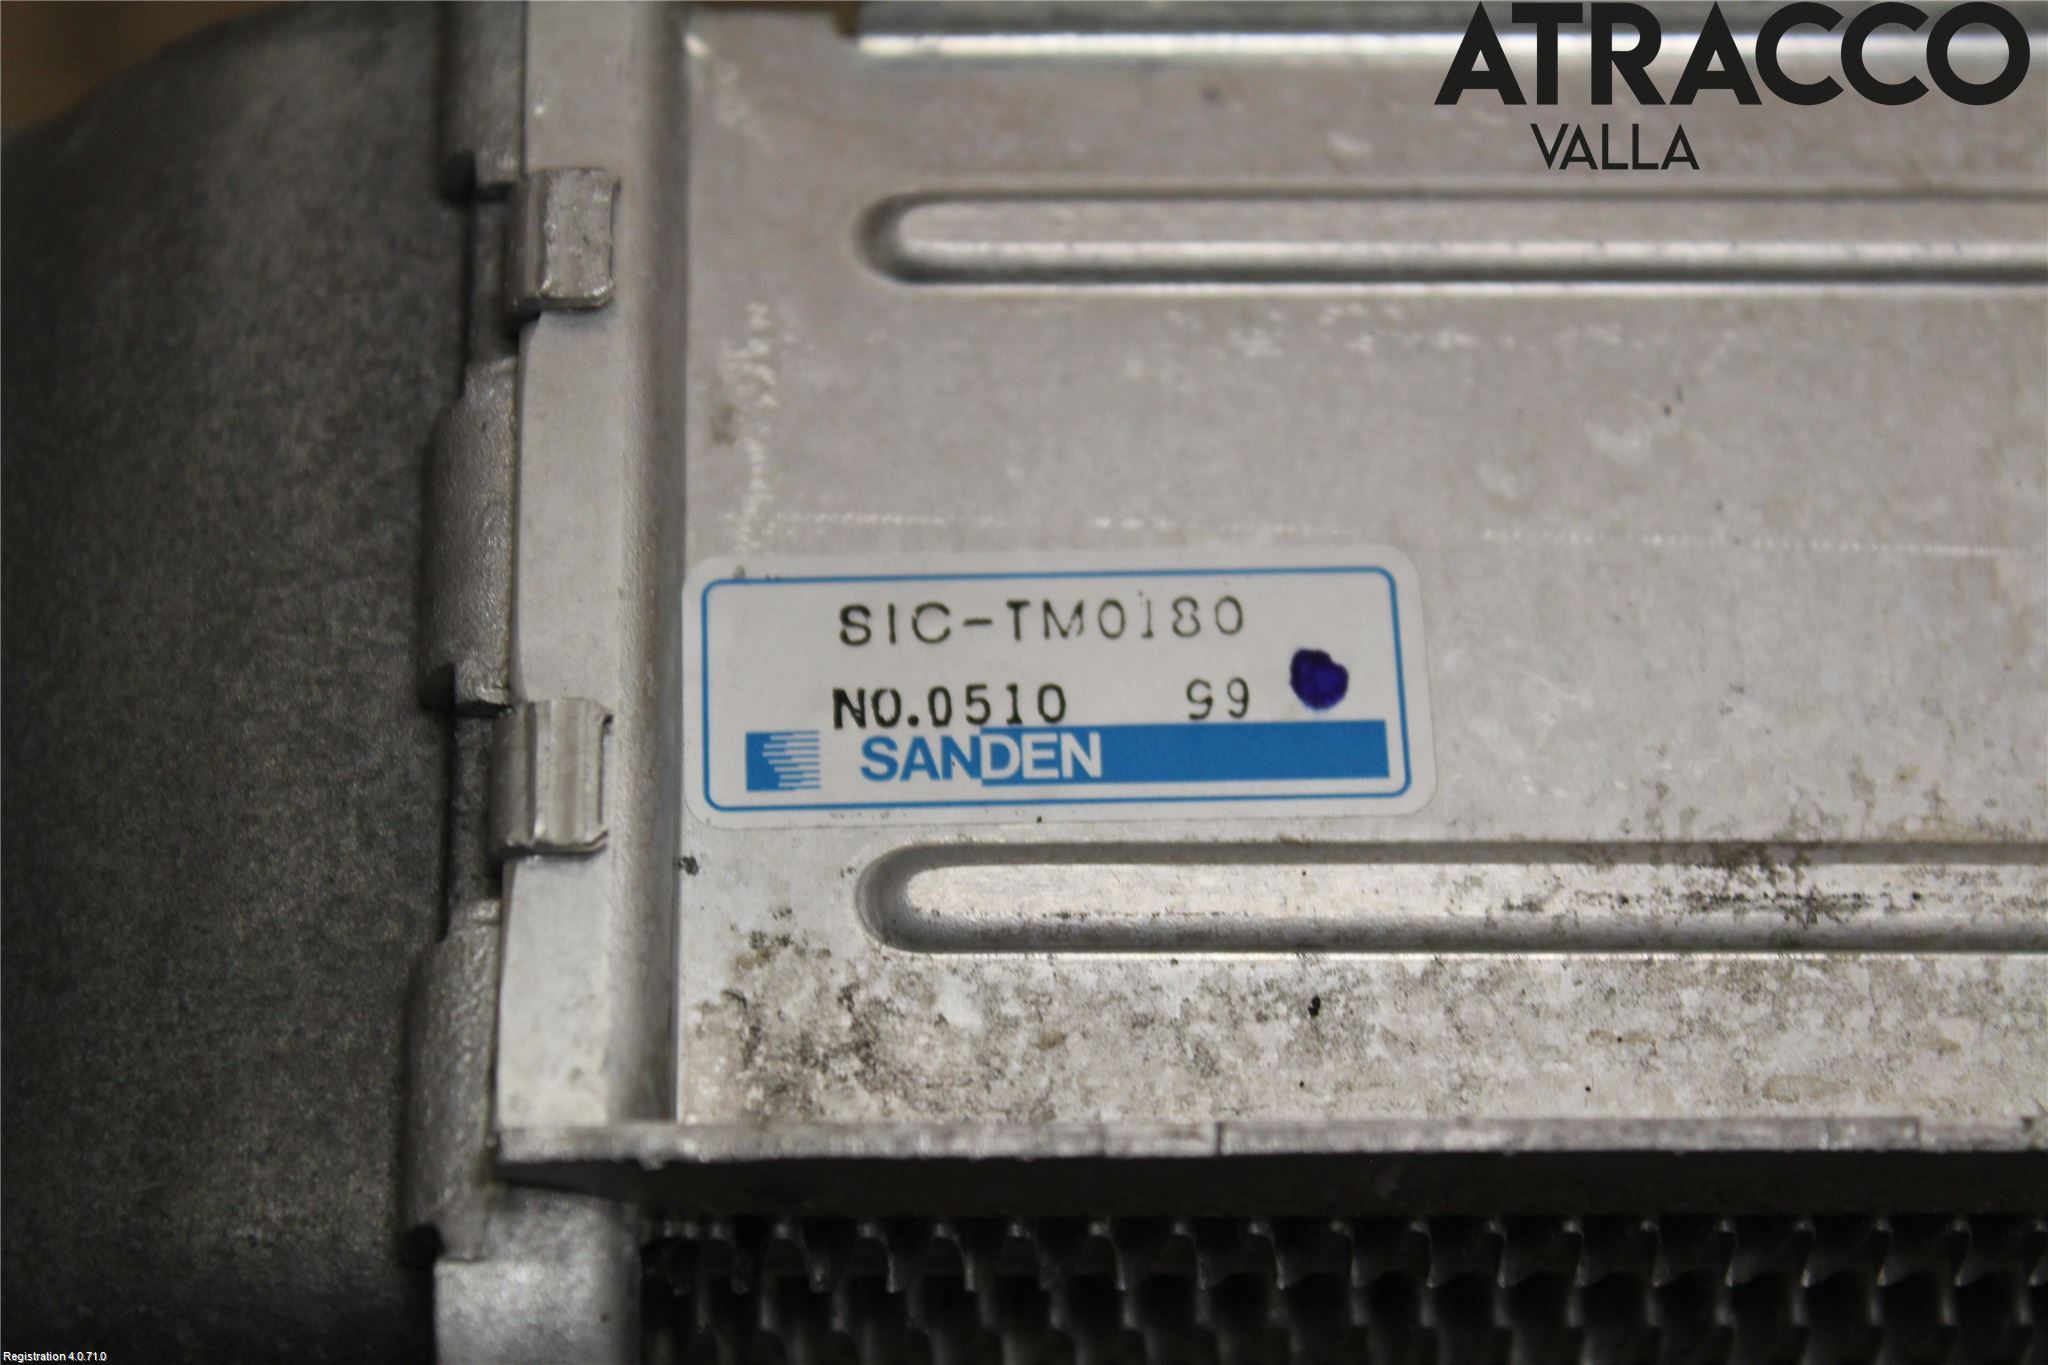 ATRACCO
VALLA
SIC-TM0180
NO.0510 99
SANDEN
Registration 4.0.71.0